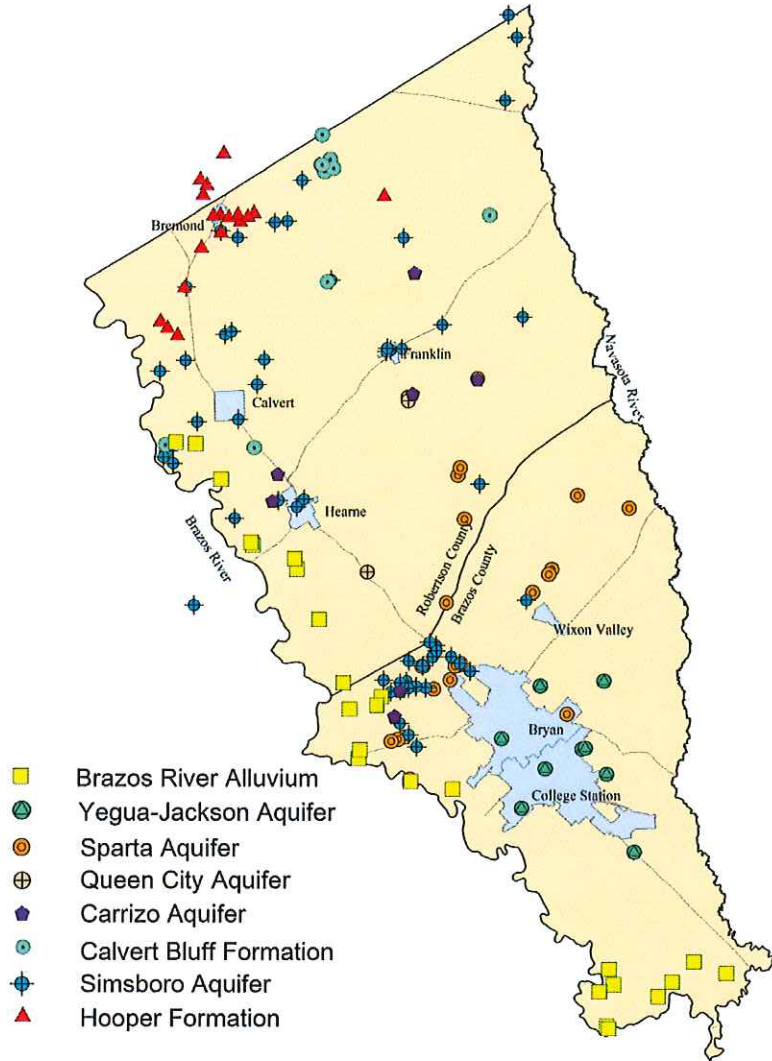 Bremond
Franklin
Navasota River
Calvert
Hearne
Brazos River
Robertson County
Brazos County
Wixon Valley
Bryan
College Station
Brazos River Alluvium
Yegua-Jackson Aquifer
Sparta Aquifer
Queen City Aquifer
Carrizo Aquifer
Calvert Bluff Formation
Simsboro Aquifer
Hooper Formation